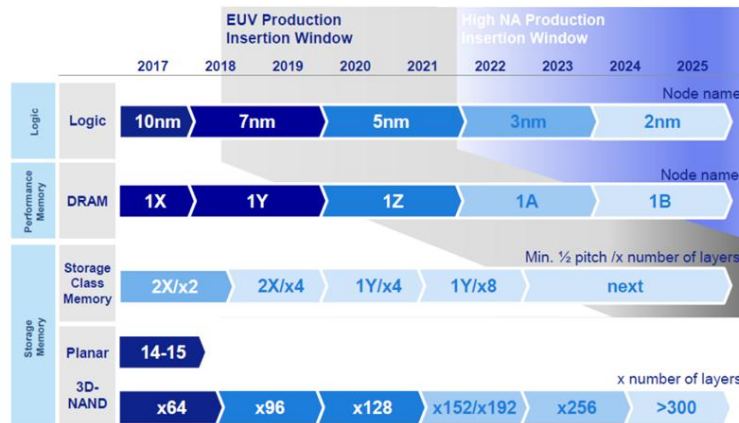 EUV Production
Insertion Window
High NA Production
Insertion Window
2017 2018 2019 2020 2021 2022 2023 2024 2025
Node name
Logic
Logic
10nm 7nm 5nm 3nm 2nm
Node name
Performance
Memory
DRAM
1X 1Y 1Z 1A 1B
Min. ½ pitch /x number of layers
Storage
Memory
Storage
Class
Memory
2X/x2 2X/x4 1Y/x4 1Y/x8 next
Planar
14-15
x number of layers
3D-
NAND
x64 x96 x128 x152/x192 x256 >300